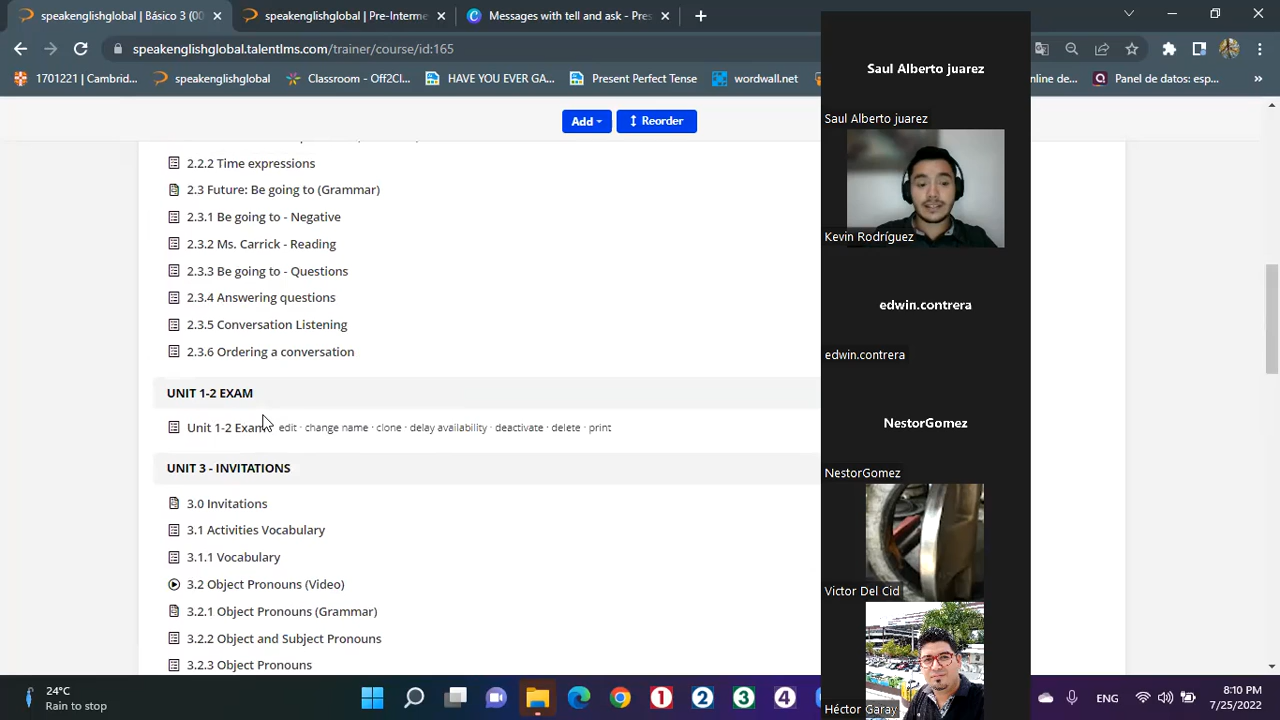 Unit 1 | Básico 3 (O
speakenglishglobal | Pre-Interme
Messages with tell and ask - Pres
speakenglishglobal.talentlms.com/trainer/course/id:165
1701221 | Cambrid...
speakenglishglobal
Classroom - Off2Cl...
HAVE YOU EVER GA...
Present Perfect Tense
wordwall.net
Panel de datos: esp...
Add
Reorder
2.2.2 Time expressions
2.3 Future: Be going to (Grammar)
2.3.1 Be going to - Negative
2.3.2 Ms. Carrick - Reading
2.3.3 Be going to - Questions
2.3.4 Answering questions
2.3.5 Conversation Listening
2.3.6 Ordering a conversation
UNIT 1-2 EXAM
Unit 1-2 Exam edit · change name · clone · delay availability · deactivate · delete · print
UNIT 3 - INVITATIONS
3.0 Invitations
3.1 Activities Vocabulary
3.1.1 Vocabulary
3.2 Object Pronouns (Video)
3.2.1 Object Pronouns (Grammar)
3.2.2 Object and Subject Pronouns
3.2.3 Object Pronouns
Saul Alberto juarez
Saul Alberto juarez
Kevin Rodríguez
edwin.contrera
edwin.contrera
NestorGomez
NestorGomez
Victor Del Cid
Héctor Garay
24°C
Rain to stop
1
2
3
4
ENG
8:10 PM
7/25/2022